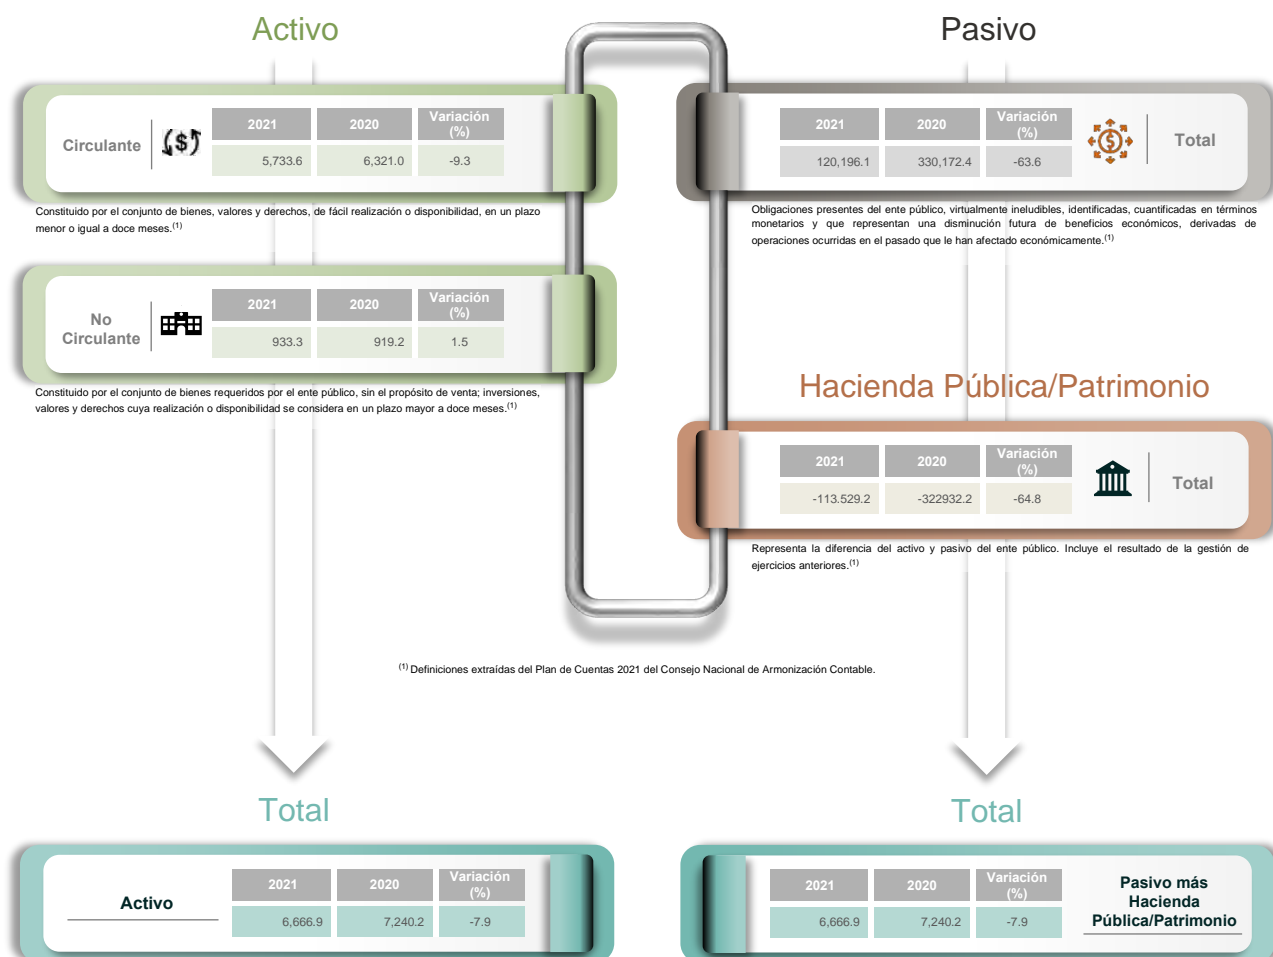 Activo
Circulante
2021 2020 Variación (%)
5,733.6 6,321.0 -9.3
Constituido por el conjunto de bienes, valores y derechos, de fácil realización o disponibilidad, en un plazo
menor o igual a doce meses.(1)
No
Circulante
2021 2020 Variación (%)
933.3 919.2 1.5
Constituido por el conjunto de bienes requeridos por el ente público, sin el propósito de venta; inversiones,
valores y derechos cuya realización o disponibilidad se considera en un plazo mayor a doce meses.(1)
Pasivo
2021 2020 Variación (%)
120,196.1 330,172.4 -63.6
Total
Obligaciones presentes del ente público, virtualmente ineludibles, identificadas, cuantificadas en términos
monetarios y que representan una disminución futura de beneficios económicos, derivadas de
operaciones ocurridas en el pasado que le han afectado económicamente.(1)
Hacienda Pública/Patrimonio
2021 2020 Variación (%)
-113.529.2 -322932.2 -64.8
Total
Representa la diferencia del activo y pasivo del ente público. Incluye el resultado de la gestión de
ejercicios anteriores.(1)
(1) Definiciones extraídas del Plan de Cuentas 2021 del Consejo Nacional de Armonización Contable.
Total
Activo
2021 2020 Variación (%)
6,666.9 7,240.2 -7.9
Total
2021 2020 Variación (%)
6,666.9 7,240.2 -7.9
Pasivo más
Hacienda
Pública/Patrimonio